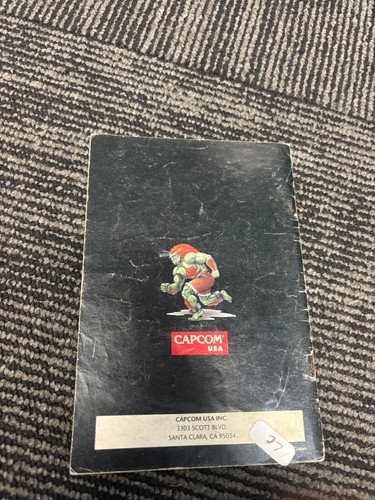 CAPCOM
USA
CAPCOM USA INC.
3303 SCOTT BLVD.
SANTA CLARA, CA 95054